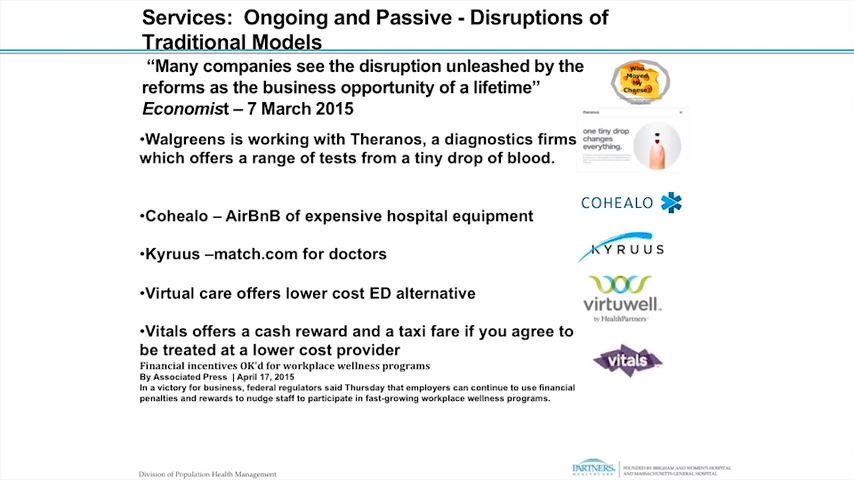 Services:  Ongoing and Passive - Disruptions of
Traditional Models
“Many companies see the disruption unleashed by the
reforms as the business opportunity of a lifetime”
Economist – 7 March 2015
Who
Moved
My
Cheese?
theranos
one tiny drop
changes
everything.
•Walgreens is working with Theranos, a diagnostics firms
which offers a range of tests from a tiny drop of blood.
COHEALO
•Cohealo – AirBnB of expensive hospital equipment
KYRUUS
•Kyruus –match.com for doctors
•Virtual care offers lower cost ED alternative
virtuwell
by HealthPartners
•Vitals offers a cash reward and a taxi fare if you agree to
be treated at a lower cost provider
vitals
Financial incentives OK'd for workplace wellness programs
By Associated Press | April 17, 2015
In a victory for business, federal regulators said Thursday that employers can continue to use financial
penalties and rewards to nudge staff to participate in fast-growing workplace wellness programs.
Division of Population Health Management
PARTNERS.
HEALTHCARE
FOUNDED BY BRIGHAM AND WOMEN'S HOSPITAL
AND MASSACHUSETTS GENERAL HOSPITAL